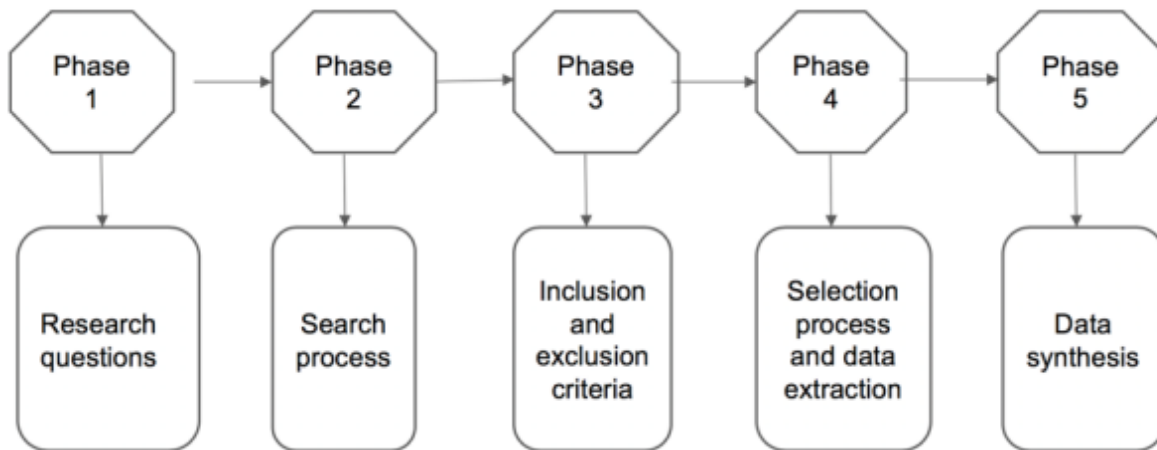 Phase
1
Phase
2
Phase
3
Phase
4
Phase
5
Research
questions
Search
process
Inclusion
and
exclusion
criteria
Selection
process
and data
extraction
Data
synthesis